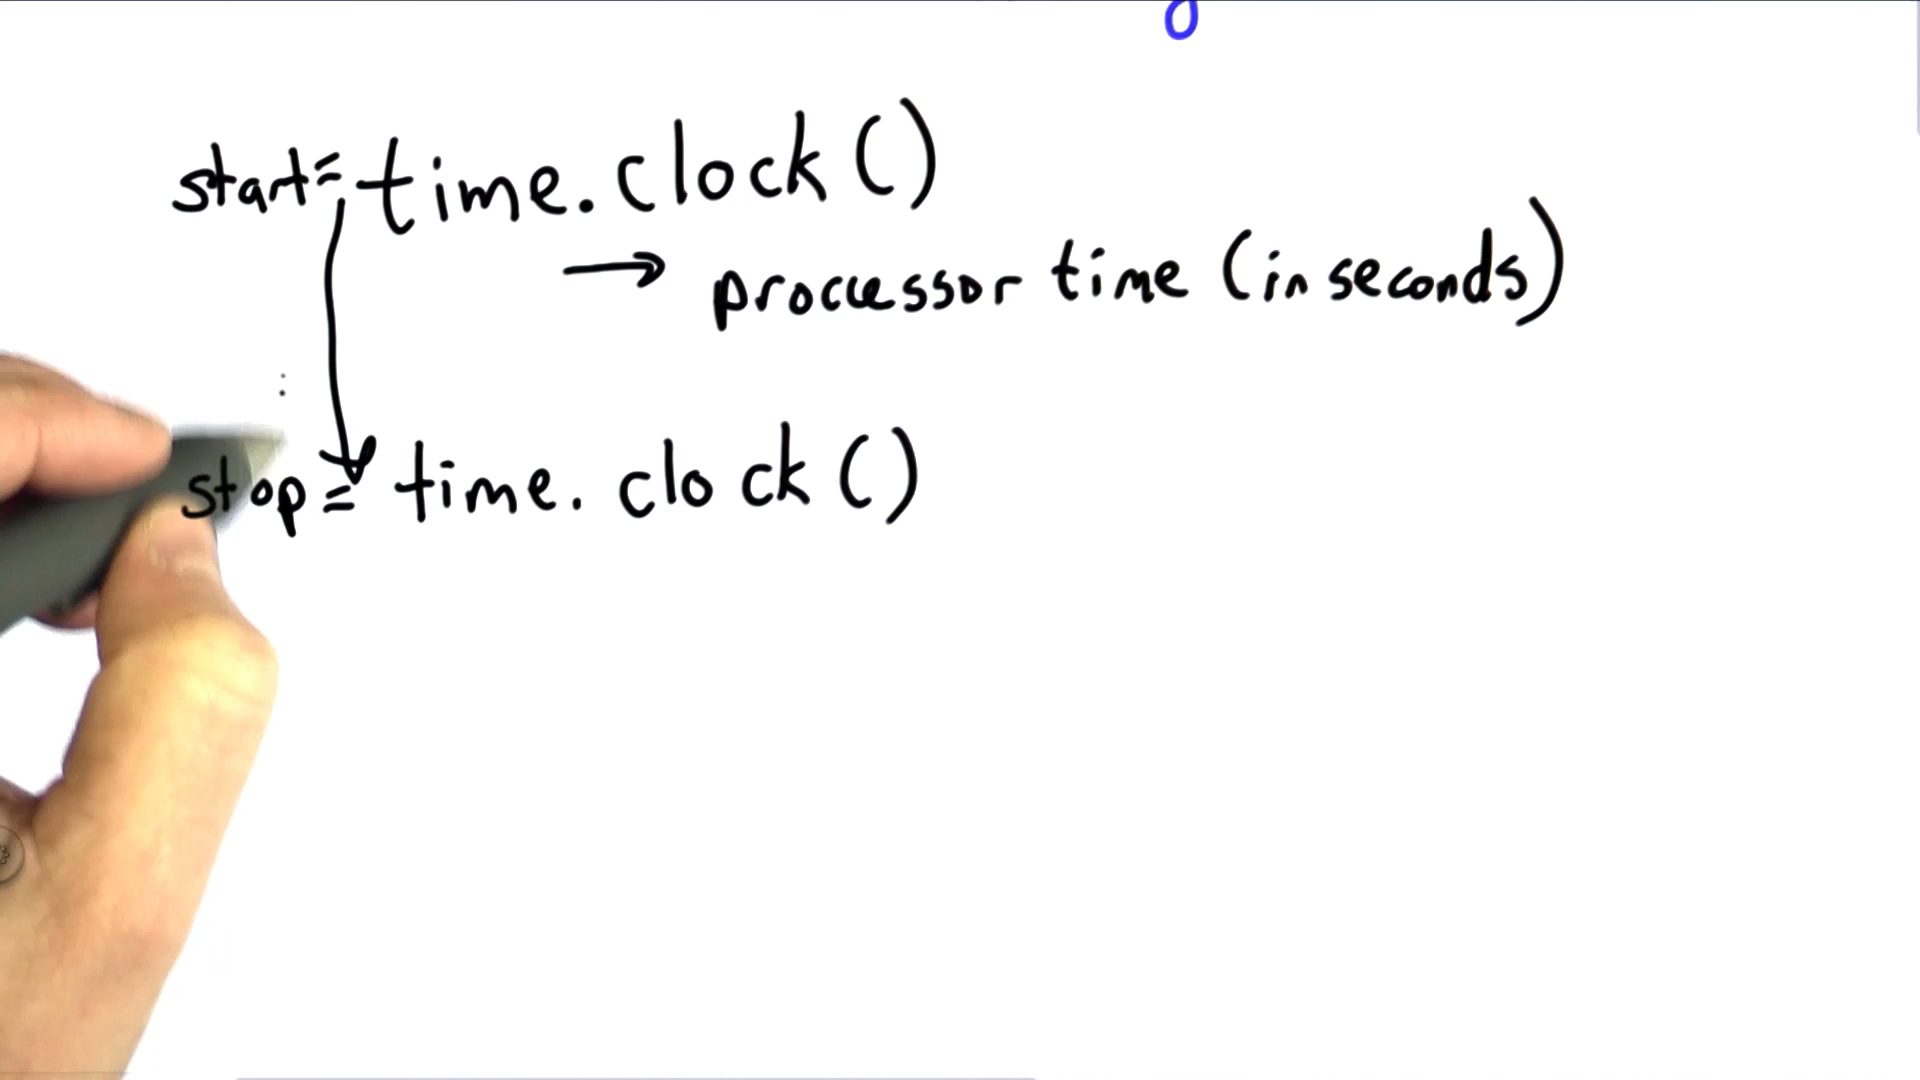 start= time.clock()
→ processor time (in seconds)
:
stop= time. clock()